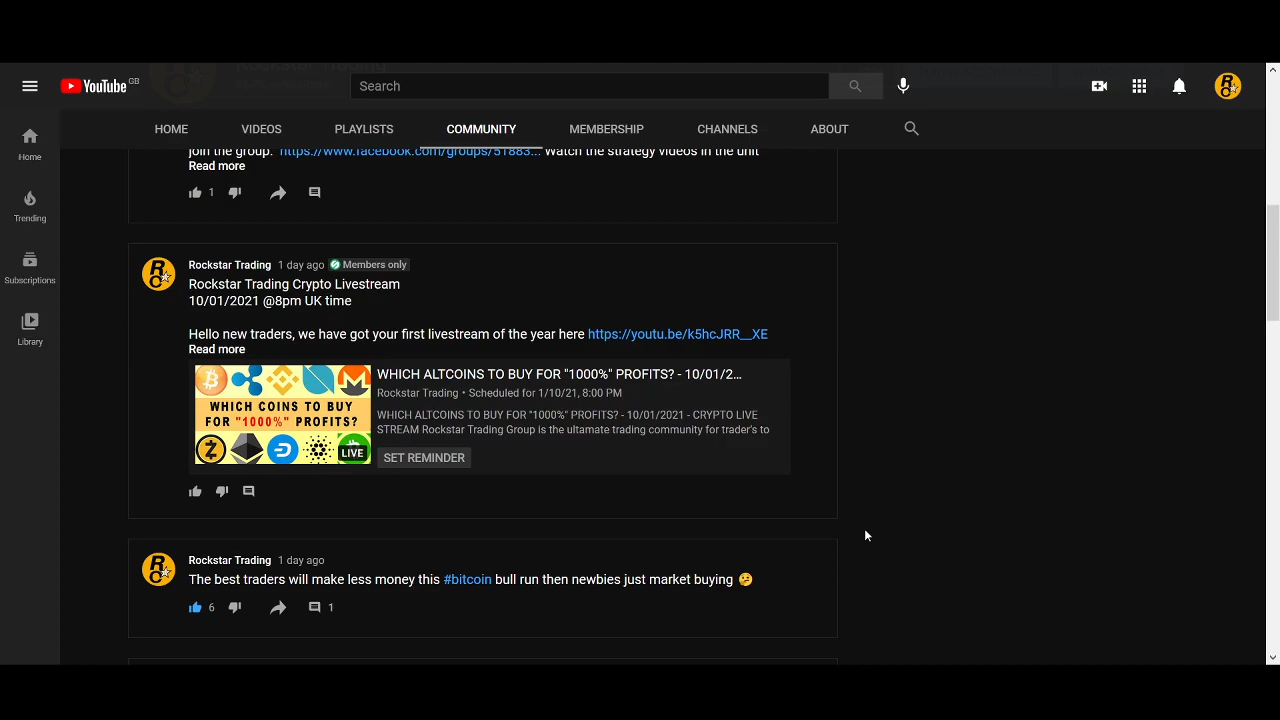 YouTube GB
Search
HOME VIDEOS PLAYLISTS COMMUNITY MEMBERSHIP CHANNELS ABOUT
Home
Trending
Subscriptions
Library
join the group. https://www.facebook.com/groups/51883... Watch the strategy videos in the unit
Read more
1
Rockstar Trading 1 day ago Members only
Rockstar Trading Crypto Livestream
10/01/2021 @8pm UK time
Hello new traders, we have got your first livestream of the year here https://youtu.be/k5hcJRR__XE
Read more
WHICH COINS TO BUY
FOR "1000%" PROFITS?
LIVE
WHICH ALTCOINS TO BUY FOR "1000%" PROFITS? - 10/01/2...
Rockstar Trading • Scheduled for 1/10/21, 8:00 PM
WHICH ALTCOINS TO BUY FOR "1000%" PROFITS? - 10/01/2021 - CRYPTO LIVE
STREAM Rockstar Trading Group is the ultamate trading community for trader's to
SET REMINDER
Rockstar Trading 1 day ago
The best traders will make less money this #bitcoin bull run then newbies just market buying 🤔
6 1